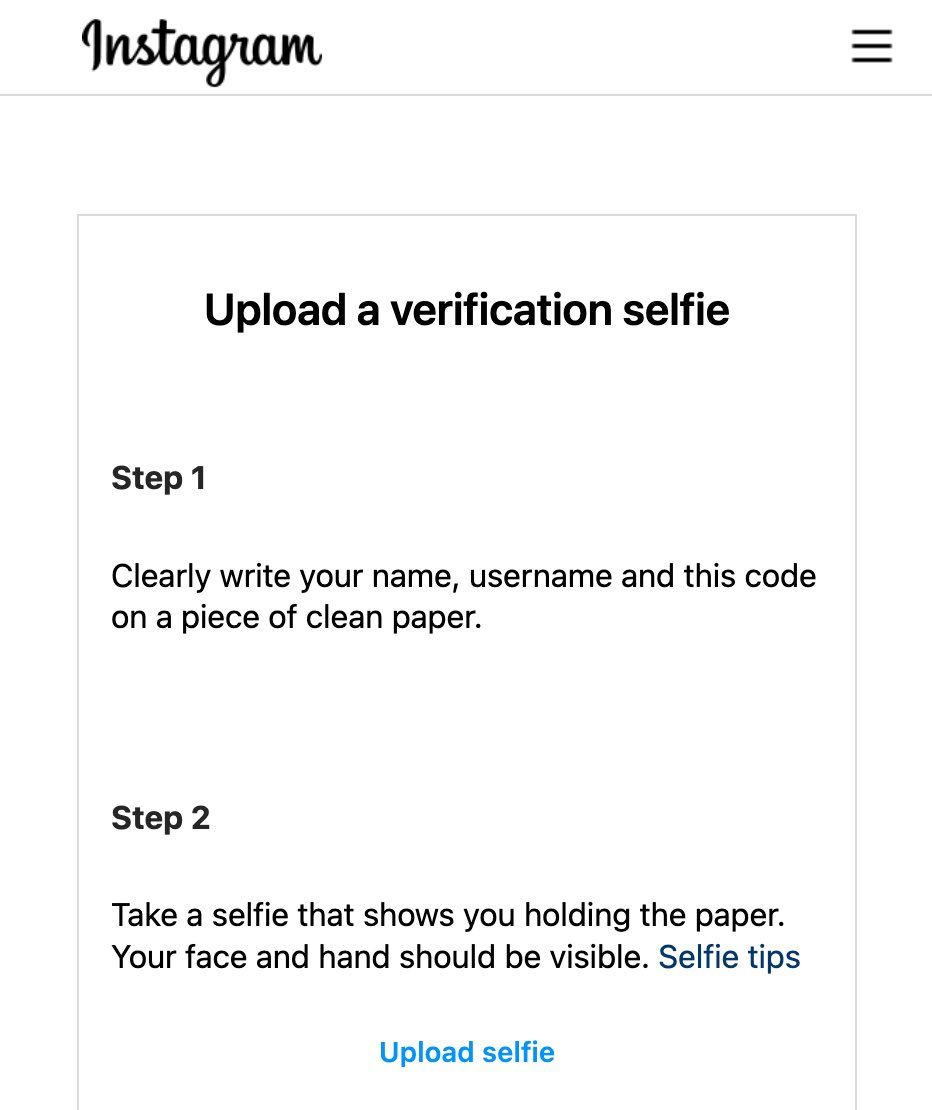 Instagram
Upload a verification selfie
Step 1
Clearly write your name, username and this code
on a piece of clean paper.
Step 2
Take a selfie that shows you holding the paper.
Your face and hand should be visible. Selfie tips
Upload selfie